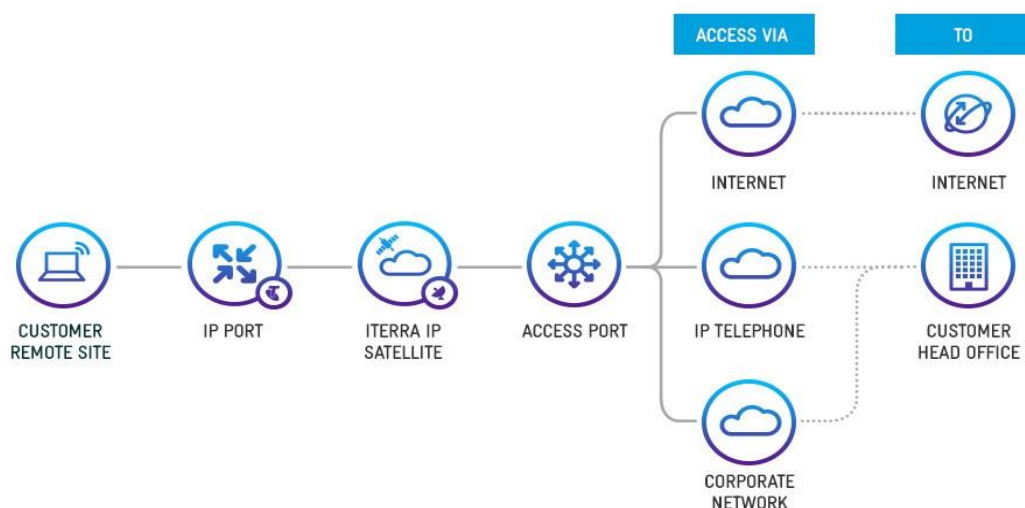 ACCESS VIA
TO
INTERNET
INTERNET
CUSTOMER
REMOTE SITE
IP PORT
ITERRA IP
SATELLITE
ACCESS PORT
IP TELEPHONE
CUSTOMER
HEAD OFFICE
CORPORATE
NETWORK